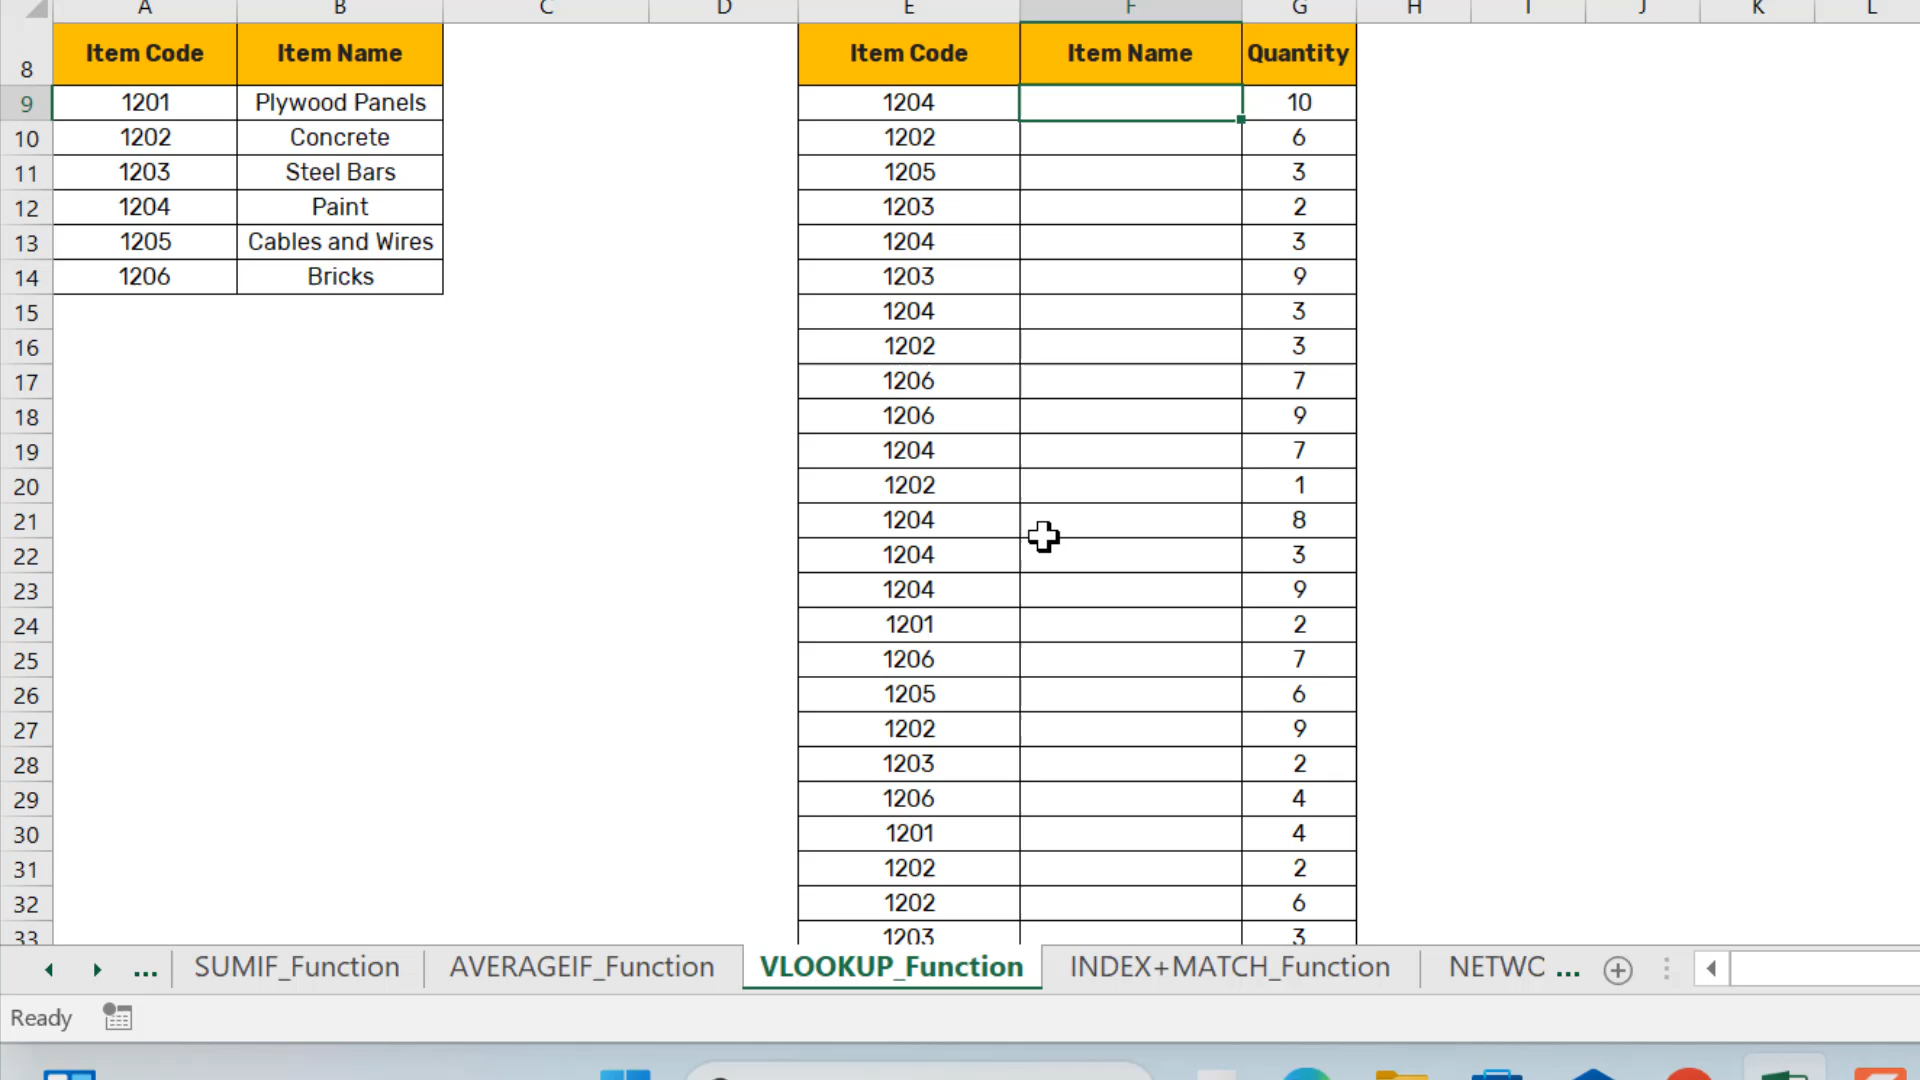 A B C D E F G H I J K L
8 Item Code Item Name Item Code Item Name Quantity
9 1201 Plywood Panels 1204 10
10 1202 Concrete 1202 6
11 1203 Steel Bars 1205 3
12 1204 Paint 1203 2
13 1205 Cables and Wires 1204 3
14 1206 Bricks 1203 9
15 1204 3
16 1202 3
17 1206 7
18 1206 9
19 1204 7
20 1202 1
21 1204 8
22 1204 3
23 1204 9
24 1201 2
25 1206 7
26 1205 6
27 1202 9
28 1203 2
29 1206 4
30 1201 4
31 1202 2
32 1202 6
33 1203 3
... SUMIF_Function AVERAGEIF_Function VLOOKUP_Function INDEX+MATCH_Function NETWO ...
Ready